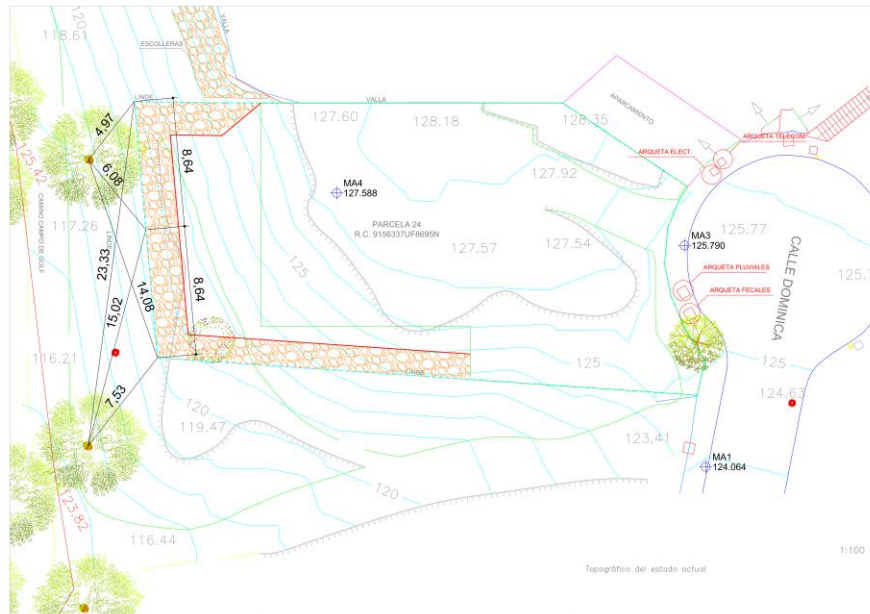 120
118.61
ESCOLLERAS
VALLA
LINDE
VALLA
127.60
128.18
128.35
APARCAMIENTO
4,97
8,64
ARQUETA TELECOM.
ARQUETA ELECT.
125.42
6,08
127.92
MA4
127.588
CAMINO CAMPO DE GOLF
117.26
LINDE
PARCELA 24
R.C. 9156337UF8695N
127.57
127.54
MA3
125.790
125.77
CALLE DOMINICA
23,33
14,08
15,02
8,64
125
ARQUETA PLUVIALES
ARQUETA FECALES
116.21
LINDE
125
125
124.63
7,53
120
119.47
123.41
MA1
124.064
120
123.82
116.44
1:100
Topográfico del estado actual